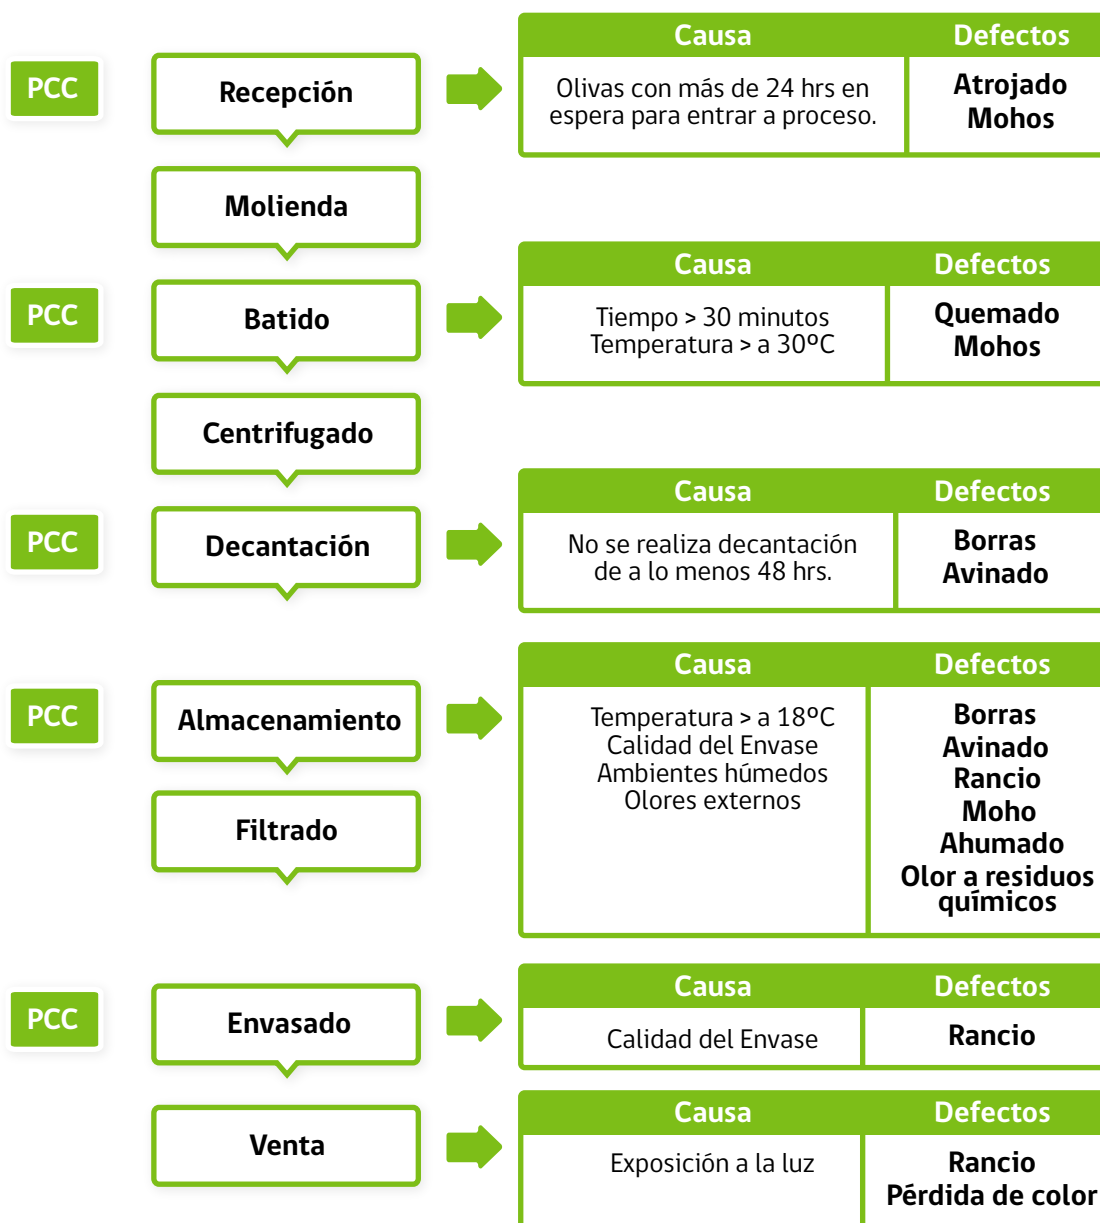 Causa Defectos
PCC Recepción Olivas con más de 24 hrs en Atrojado
espera para entrar a proceso. Mohos
Molienda
Causa Defectos
PCC Batido Tiempo > 30 minutos Quemado
Temperatura > a 30ºC Mohos
Centrifugado
Causa Defectos
PCC Decantación No se realiza decantación Borras
de a lo menos 48 hrs. Avinado
Causa Defectos
PCC Almacenamiento Temperatura > a 18ºC Borras
Calidad del Envase Avinado
Ambientes húmedos Rancio
Olores externos Moho
Filtrado Ahumado
Olor a residuos
químicos
Causa Defectos
PCC Envasado Calidad del Envase Rancio
Causa Defectos
Venta Exposición a la luz Rancio
Pérdida de color